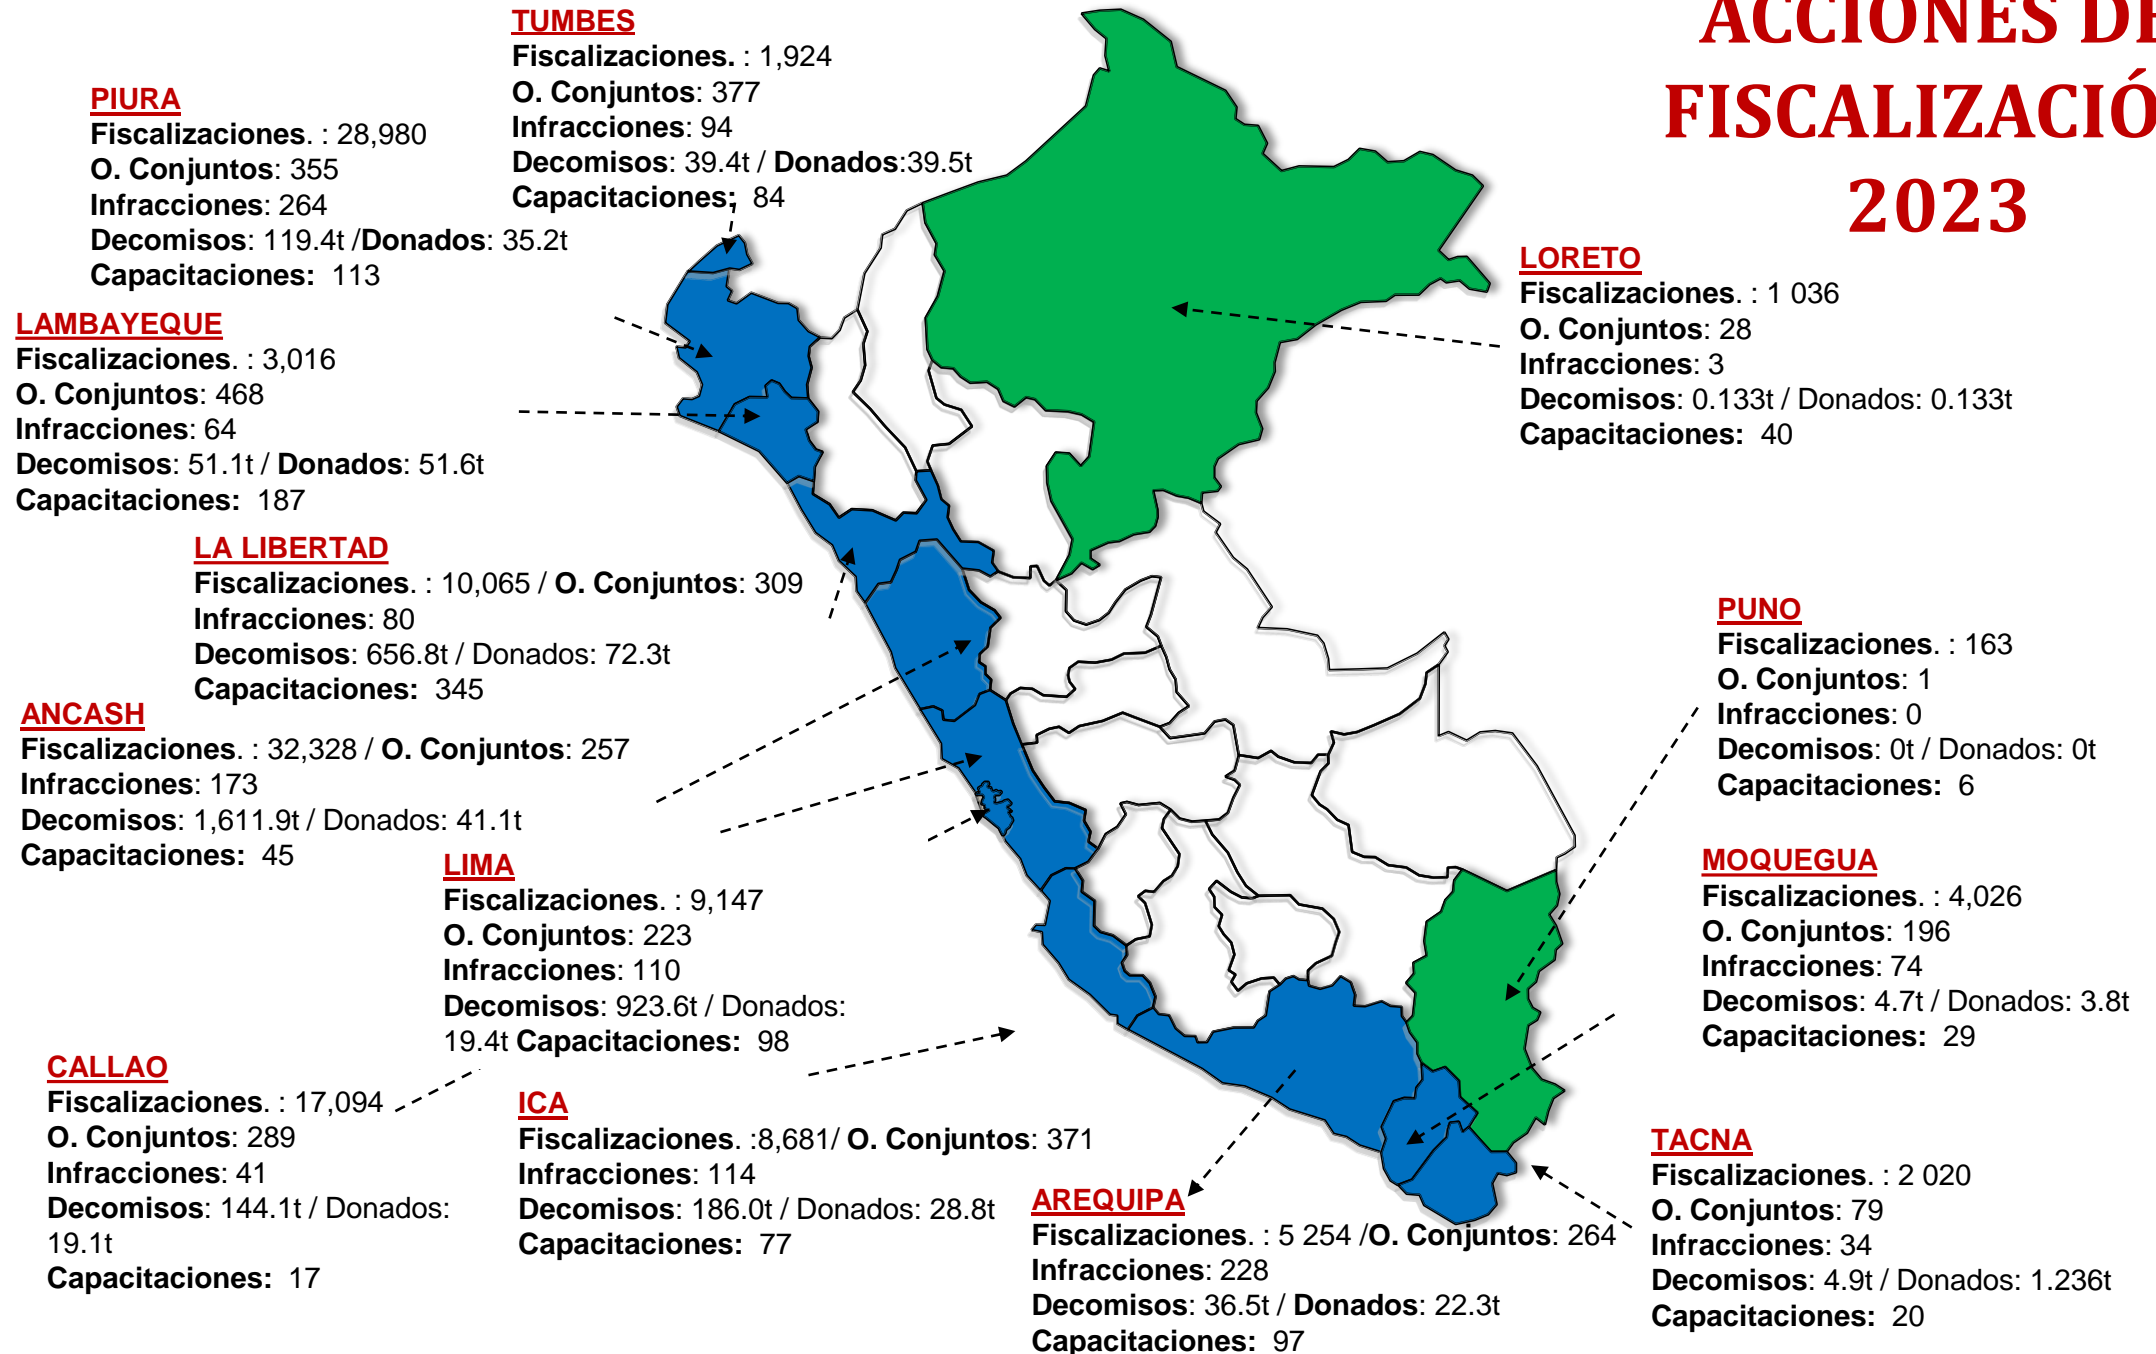 ACCIONES DE
FISCALIZACIÓ
2023
TUMBES
Fiscalizaciones. : 1,924
O. Conjuntos: 377
Infracciones: 94
Decomisos: 39.4t / Donados:39.5t
Capacitaciones: 84
PIURA
Fiscalizaciones. : 28,980
O. Conjuntos: 355
Infracciones: 264
Decomisos: 119.4t /Donados: 35.2t
Capacitaciones: 113
LAMBAYEQUE
Fiscalizaciones. : 3,016
O. Conjuntos: 468
Infracciones: 64
Decomisos: 51.1t / Donados: 51.6t
Capacitaciones: 187
LA LIBERTAD
Fiscalizaciones. : 10,065 / O. Conjuntos: 309
Infracciones: 80
Decomisos: 656.8t / Donados: 72.3t
Capacitaciones: 345
ANCASH
Fiscalizaciones. : 32,328 / O. Conjuntos: 257
Infracciones: 173
Decomisos: 1,611.9t / Donados: 41.1t
Capacitaciones: 45
LIMA
Fiscalizaciones. : 9,147
O. Conjuntos: 223
Infracciones: 110
Decomisos: 923.6t / Donados:
19.4t Capacitaciones: 98
CALLAO
Fiscalizaciones. : 17,094
O. Conjuntos: 289
Infracciones: 41
Decomisos: 144.1t / Donados:
19.1t
Capacitaciones: 17
ICA
Fiscalizaciones. :8,681/ O. Conjuntos: 371
Infracciones: 114
Decomisos: 186.0t / Donados: 28.8t
Capacitaciones: 77
AREQUIPA
Fiscalizaciones. : 5 254 /O. Conjuntos: 264
Infracciones: 228
Decomisos: 36.5t / Donados: 22.3t
Capacitaciones: 97
LORETO
Fiscalizaciones. : 1 036
O. Conjuntos: 28
Infracciones: 3
Decomisos: 0.133t / Donados: 0.133t
Capacitaciones: 40
PUNO
Fiscalizaciones. : 163
O. Conjuntos: 1
Infracciones: 0
Decomisos: 0t / Donados: 0t
Capacitaciones: 6
MOQUEGUA
Fiscalizaciones. : 4,026
O. Conjuntos: 196
Infracciones: 74
Decomisos: 4.7t / Donados: 3.8t
Capacitaciones: 29
TACNA
Fiscalizaciones. : 2 020
O. Conjuntos: 79
Infracciones: 34
Decomisos: 4.9t / Donados: 1.236t
Capacitaciones: 20